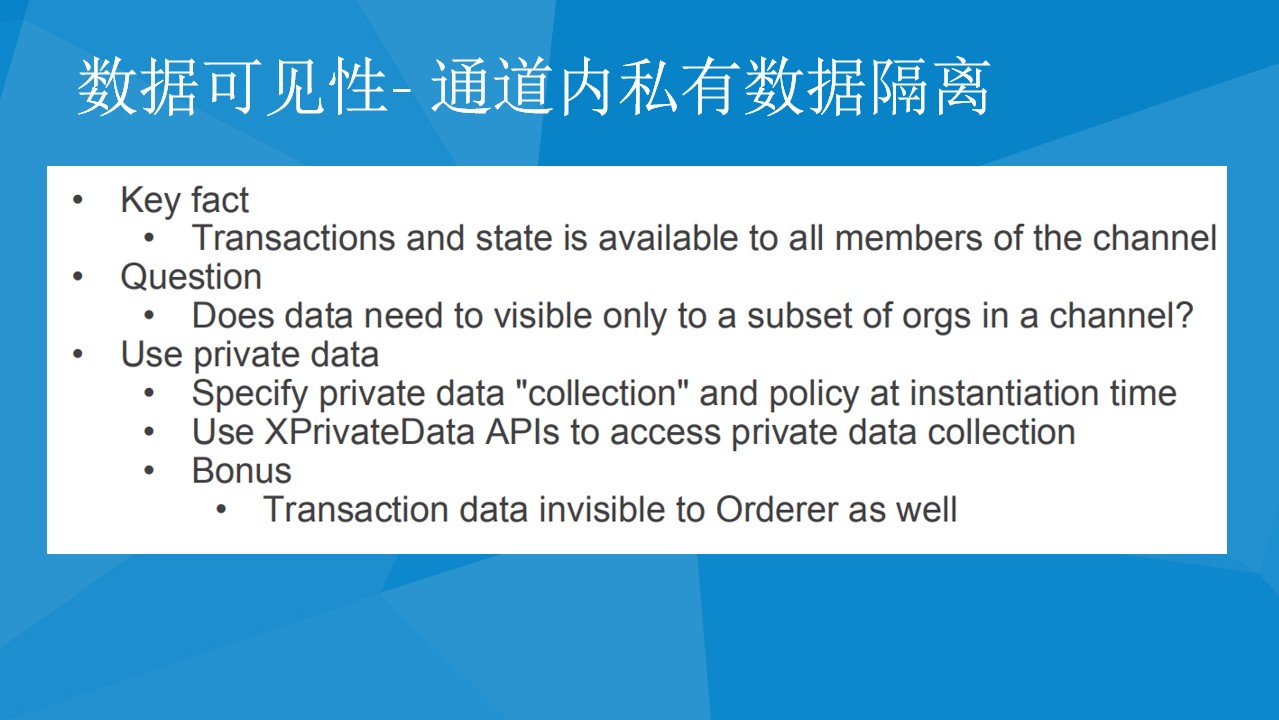 数据可见性- 通道内私有数据隔离
• Key fact
• Transactions and state is available to all members of the channel
• Question
• Does data need to visible only to a subset of orgs in a channel?
• Use private data
• Specify private data "collection" and policy at instantiation time
• Use XPrivateData APIs to access private data collection
• Bonus
• Transaction data invisible to Orderer as well